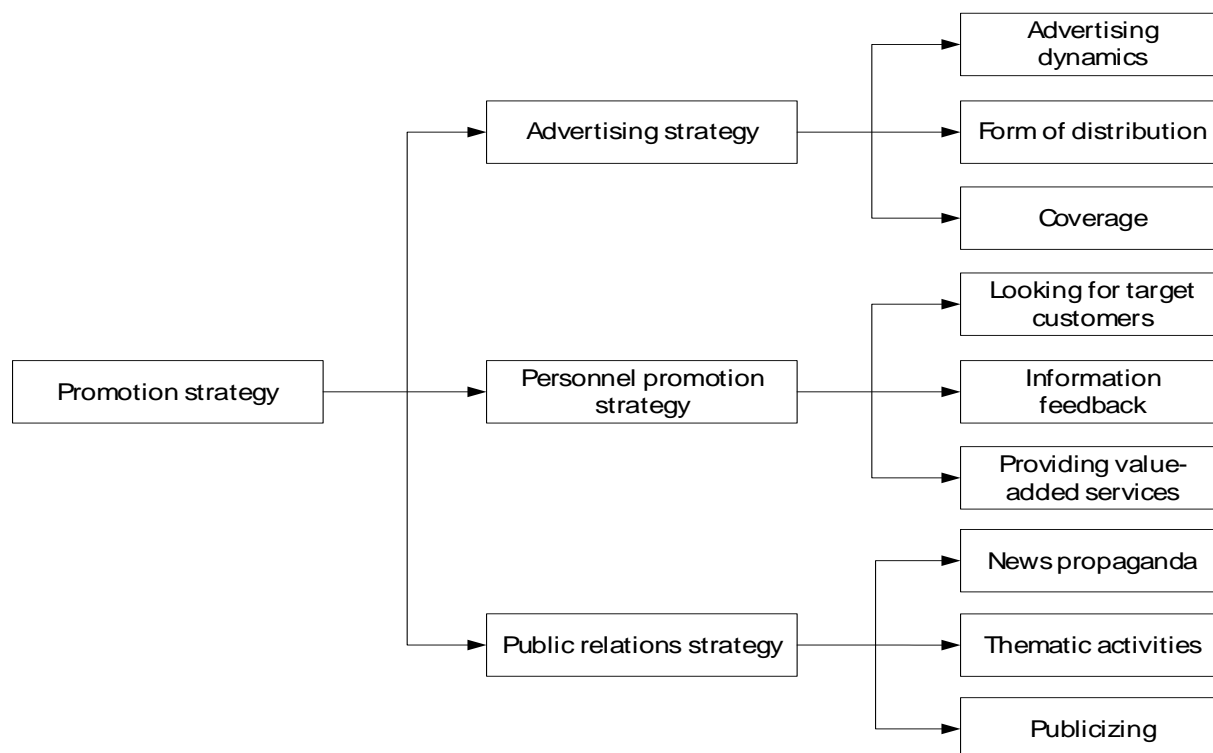 Advertising
dynamics
Advertising strategy
Form of distribution
Coverage
Looking for target
customers
Promotion strategy
Personnel promotion
strategy
Information
feedback
Providing value-
added services
News propaganda
Public relations strategy
Thematic activities
Publicizing